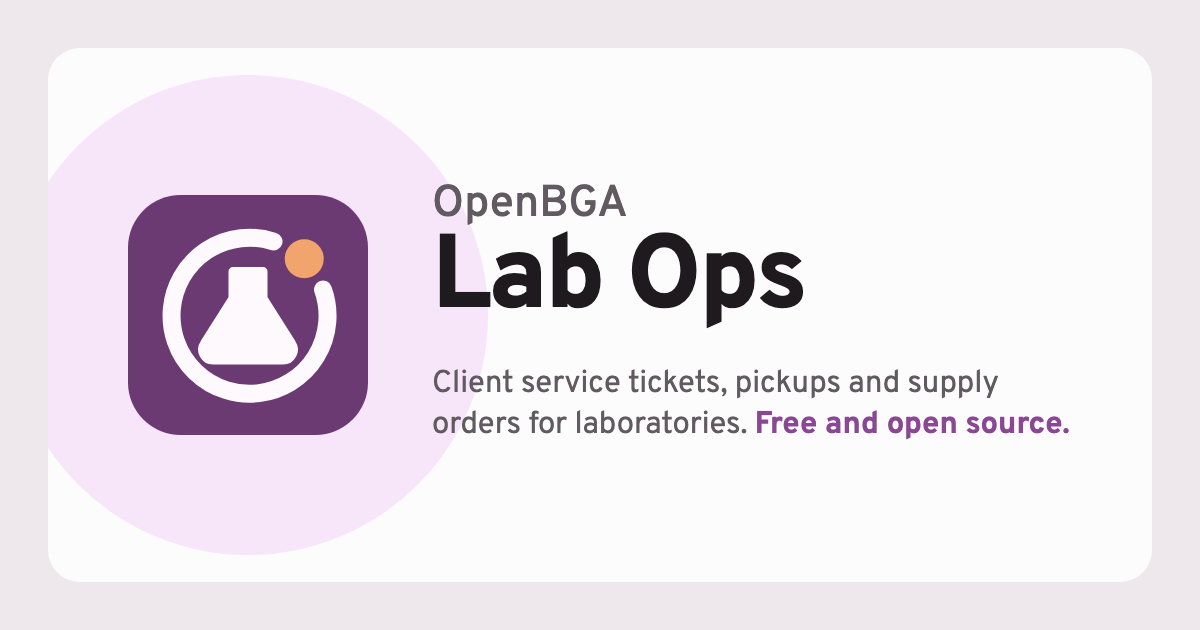 OpenBGA
Lab Ops
Client service tickets, pickups and supply
orders for laboratories. Free and open source.